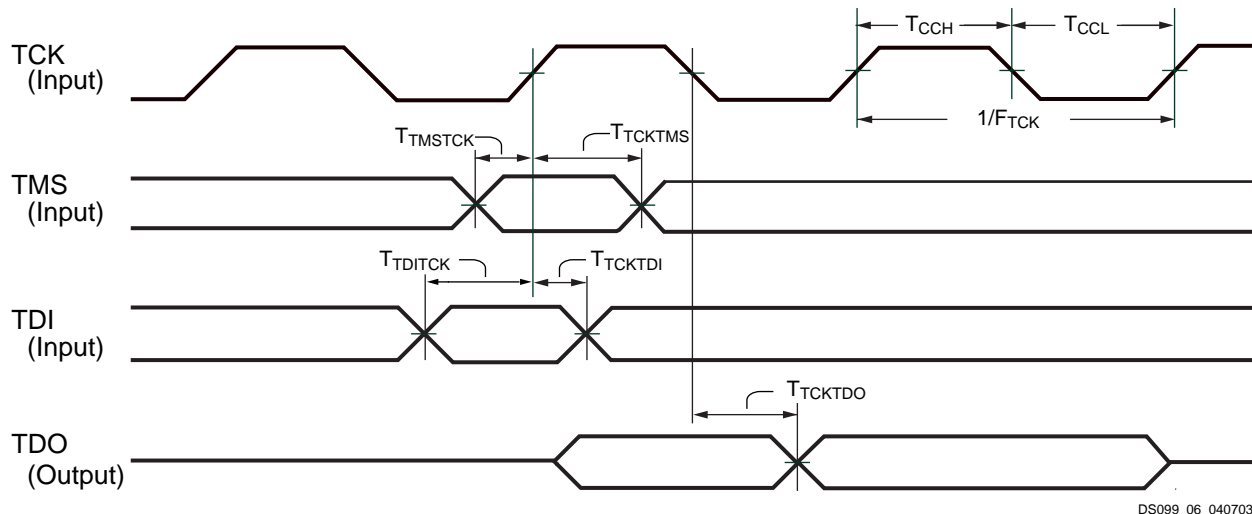 TCCH TCCL
TCK
(Input)
1/FTCK
TTMSTCK TTCKTMS
TMS
(Input)
TTDITCK TTCKTDI
TDI
(Input)
TTCKTDO
TDO
(Output)
DS099_06_040703